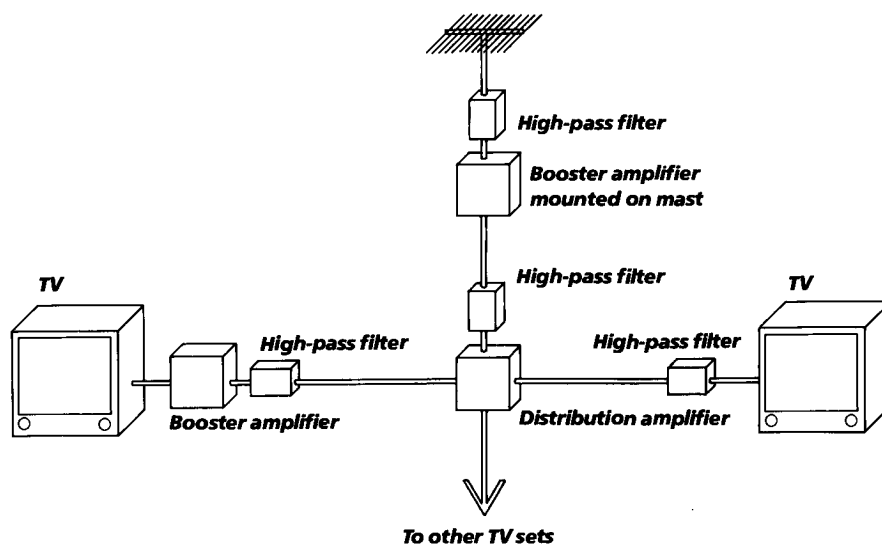 High-pass filter
Booster amplifier
mounted on mast
High-pass filter
TV
TV
High-pass filter
High-pass filter
Booster amplifier
Distribution amplifier
To other TV sets